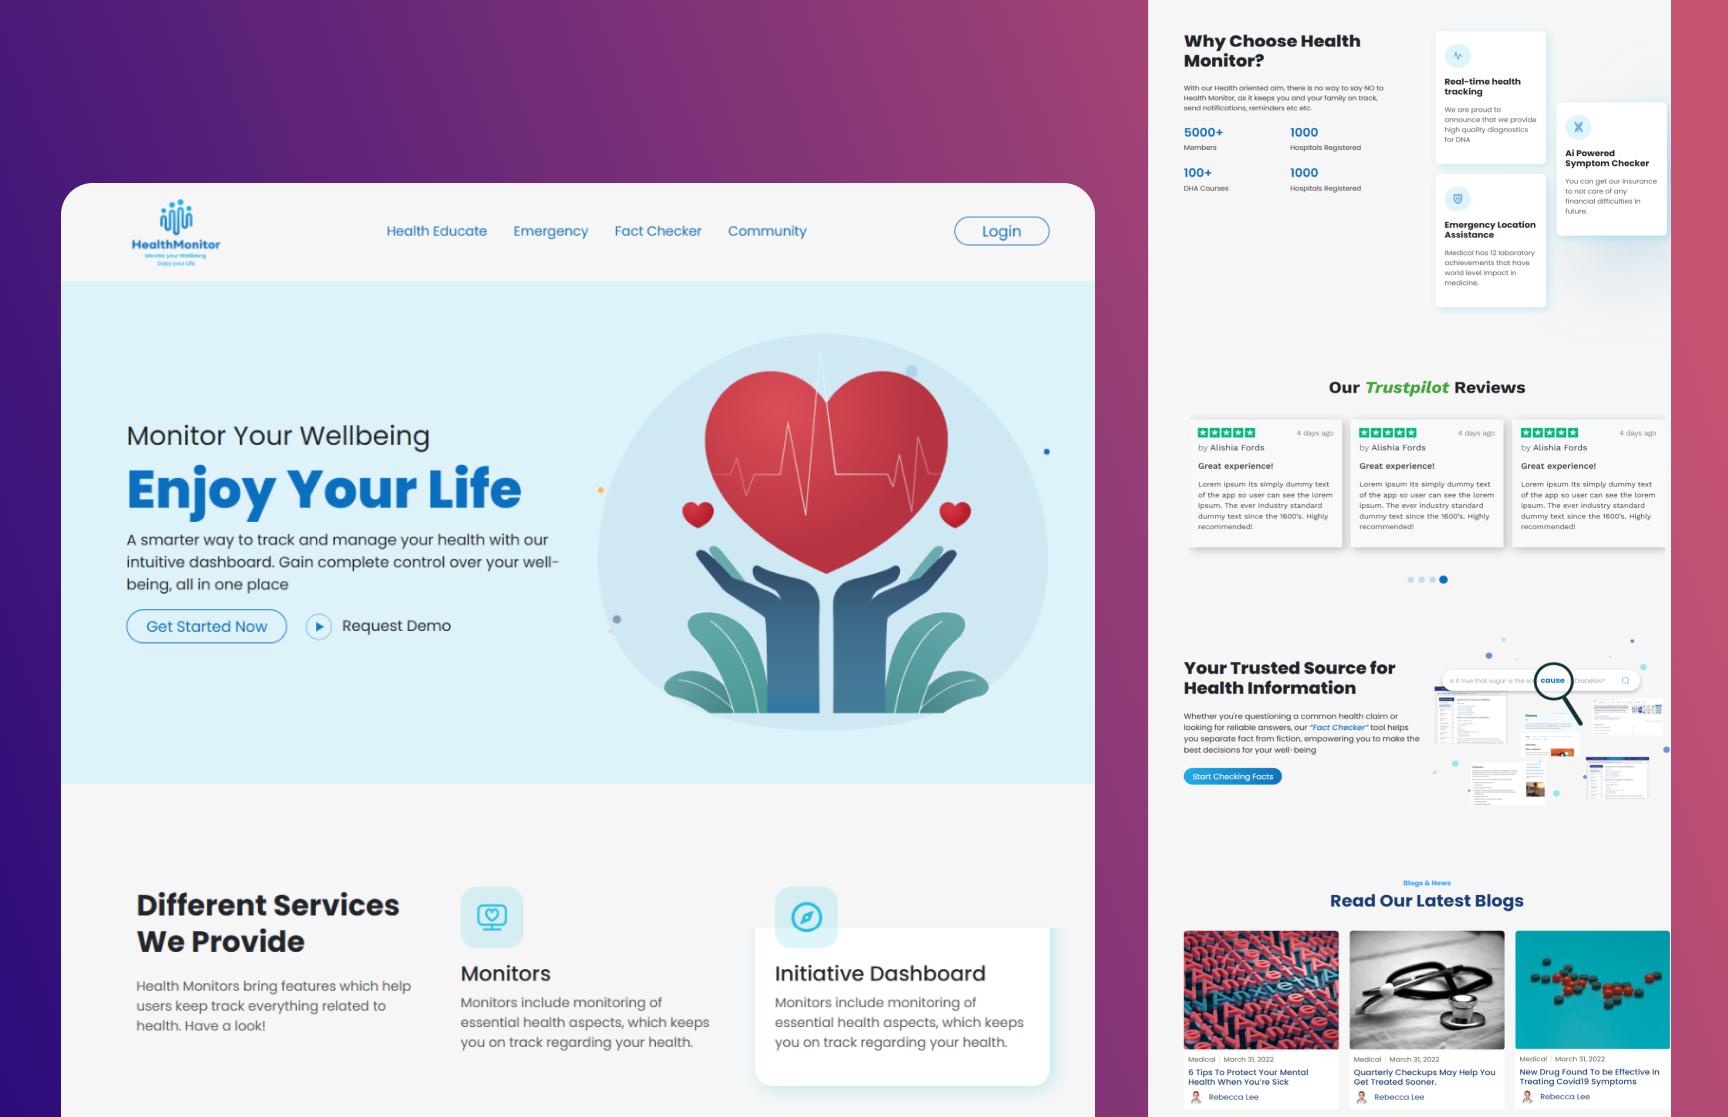 HealthMonitor
Monitor your Wellbeing
Enjoy your Life
Health Educate
Emergency
Fact Checker
Community
Login
Monitor Your Wellbeing
Enjoy Your Life
A smarter way to track and manage your health with our
intuitive dashboard. Gain complete control over your well-
being, all in one place
Get Started Now
Request Demo
Different Services
We Provide
Health Monitors bring features which help
users keep track everything related to
health. Have a look!
Monitors
Monitors include monitoring of
essential health aspects, which keeps
you on track regarding your health.
Initiative Dashboard
Monitors include monitoring of
essential health aspects, which keeps
you on track regarding your health.
Why Choose Health
Monitor?
With our Health oriented aim, there is no way to say NO to
Health Monitor, as it keeps you and your family on track,
send notifications, reminders etc etc.
5000+
Members
1000
Hospitals Registered
100+
DHA Courses
1000
Hospitals Registered
Real-time health
tracking
We are proud to
announce that we provide
high quality diagnostics
for DNA
Ai Powered
Symptom Checker
You can get our insurance
to not care of any
financial difficulties in
future.
Emergency Location
Assistance
iMedical has 12 laboratory
achievements that have
world level impact in
medicine.
Our Trustpilot Reviews
4 days ago
by Alishia Fords
Great experience!
Lorem ipsum its simply dummy text
of the app so user can see the lorem
ipsum. The ever industry standard
dummy text since the 1600's. Highly
recommended!
4 days ago
by Alishia Fords
Great experience!
Lorem ipsum its simply dummy text
of the app so user can see the lorem
ipsum. The ever industry standard
dummy text since the 1600's. Highly
recommended!
4 days ago
by Alishia Fords
Great experience!
Lorem ipsum its simply dummy text
of the app so user can see the lorem
ipsum. The ever industry standard
dummy text since the 1600's. Highly
recommended!
Your Trusted Source for
Health Information
Whether you're questioning a common health claim or
looking for reliable answers, our "Fact Checker" tool helps
you separate fact from fiction, empowering you to make the
best decisions for your well-being
Start Checking Facts
Is it true that sugar is the so cause Diabetes?
Blogs & News
Read Our Latest Blogs
Anxiety
Medical | March 31, 2022
6 Tips To Protect Your Mental
Health When You're Sick
Rebecca Lee
Medical | March 31, 2022
Quarterly Checkups May Help You
Get Treated Sooner.
Rebecca Lee
Medical | March 31, 2022
New Drug Found To be Effective In
Treating Covid19 Symptoms
Rebecca Lee